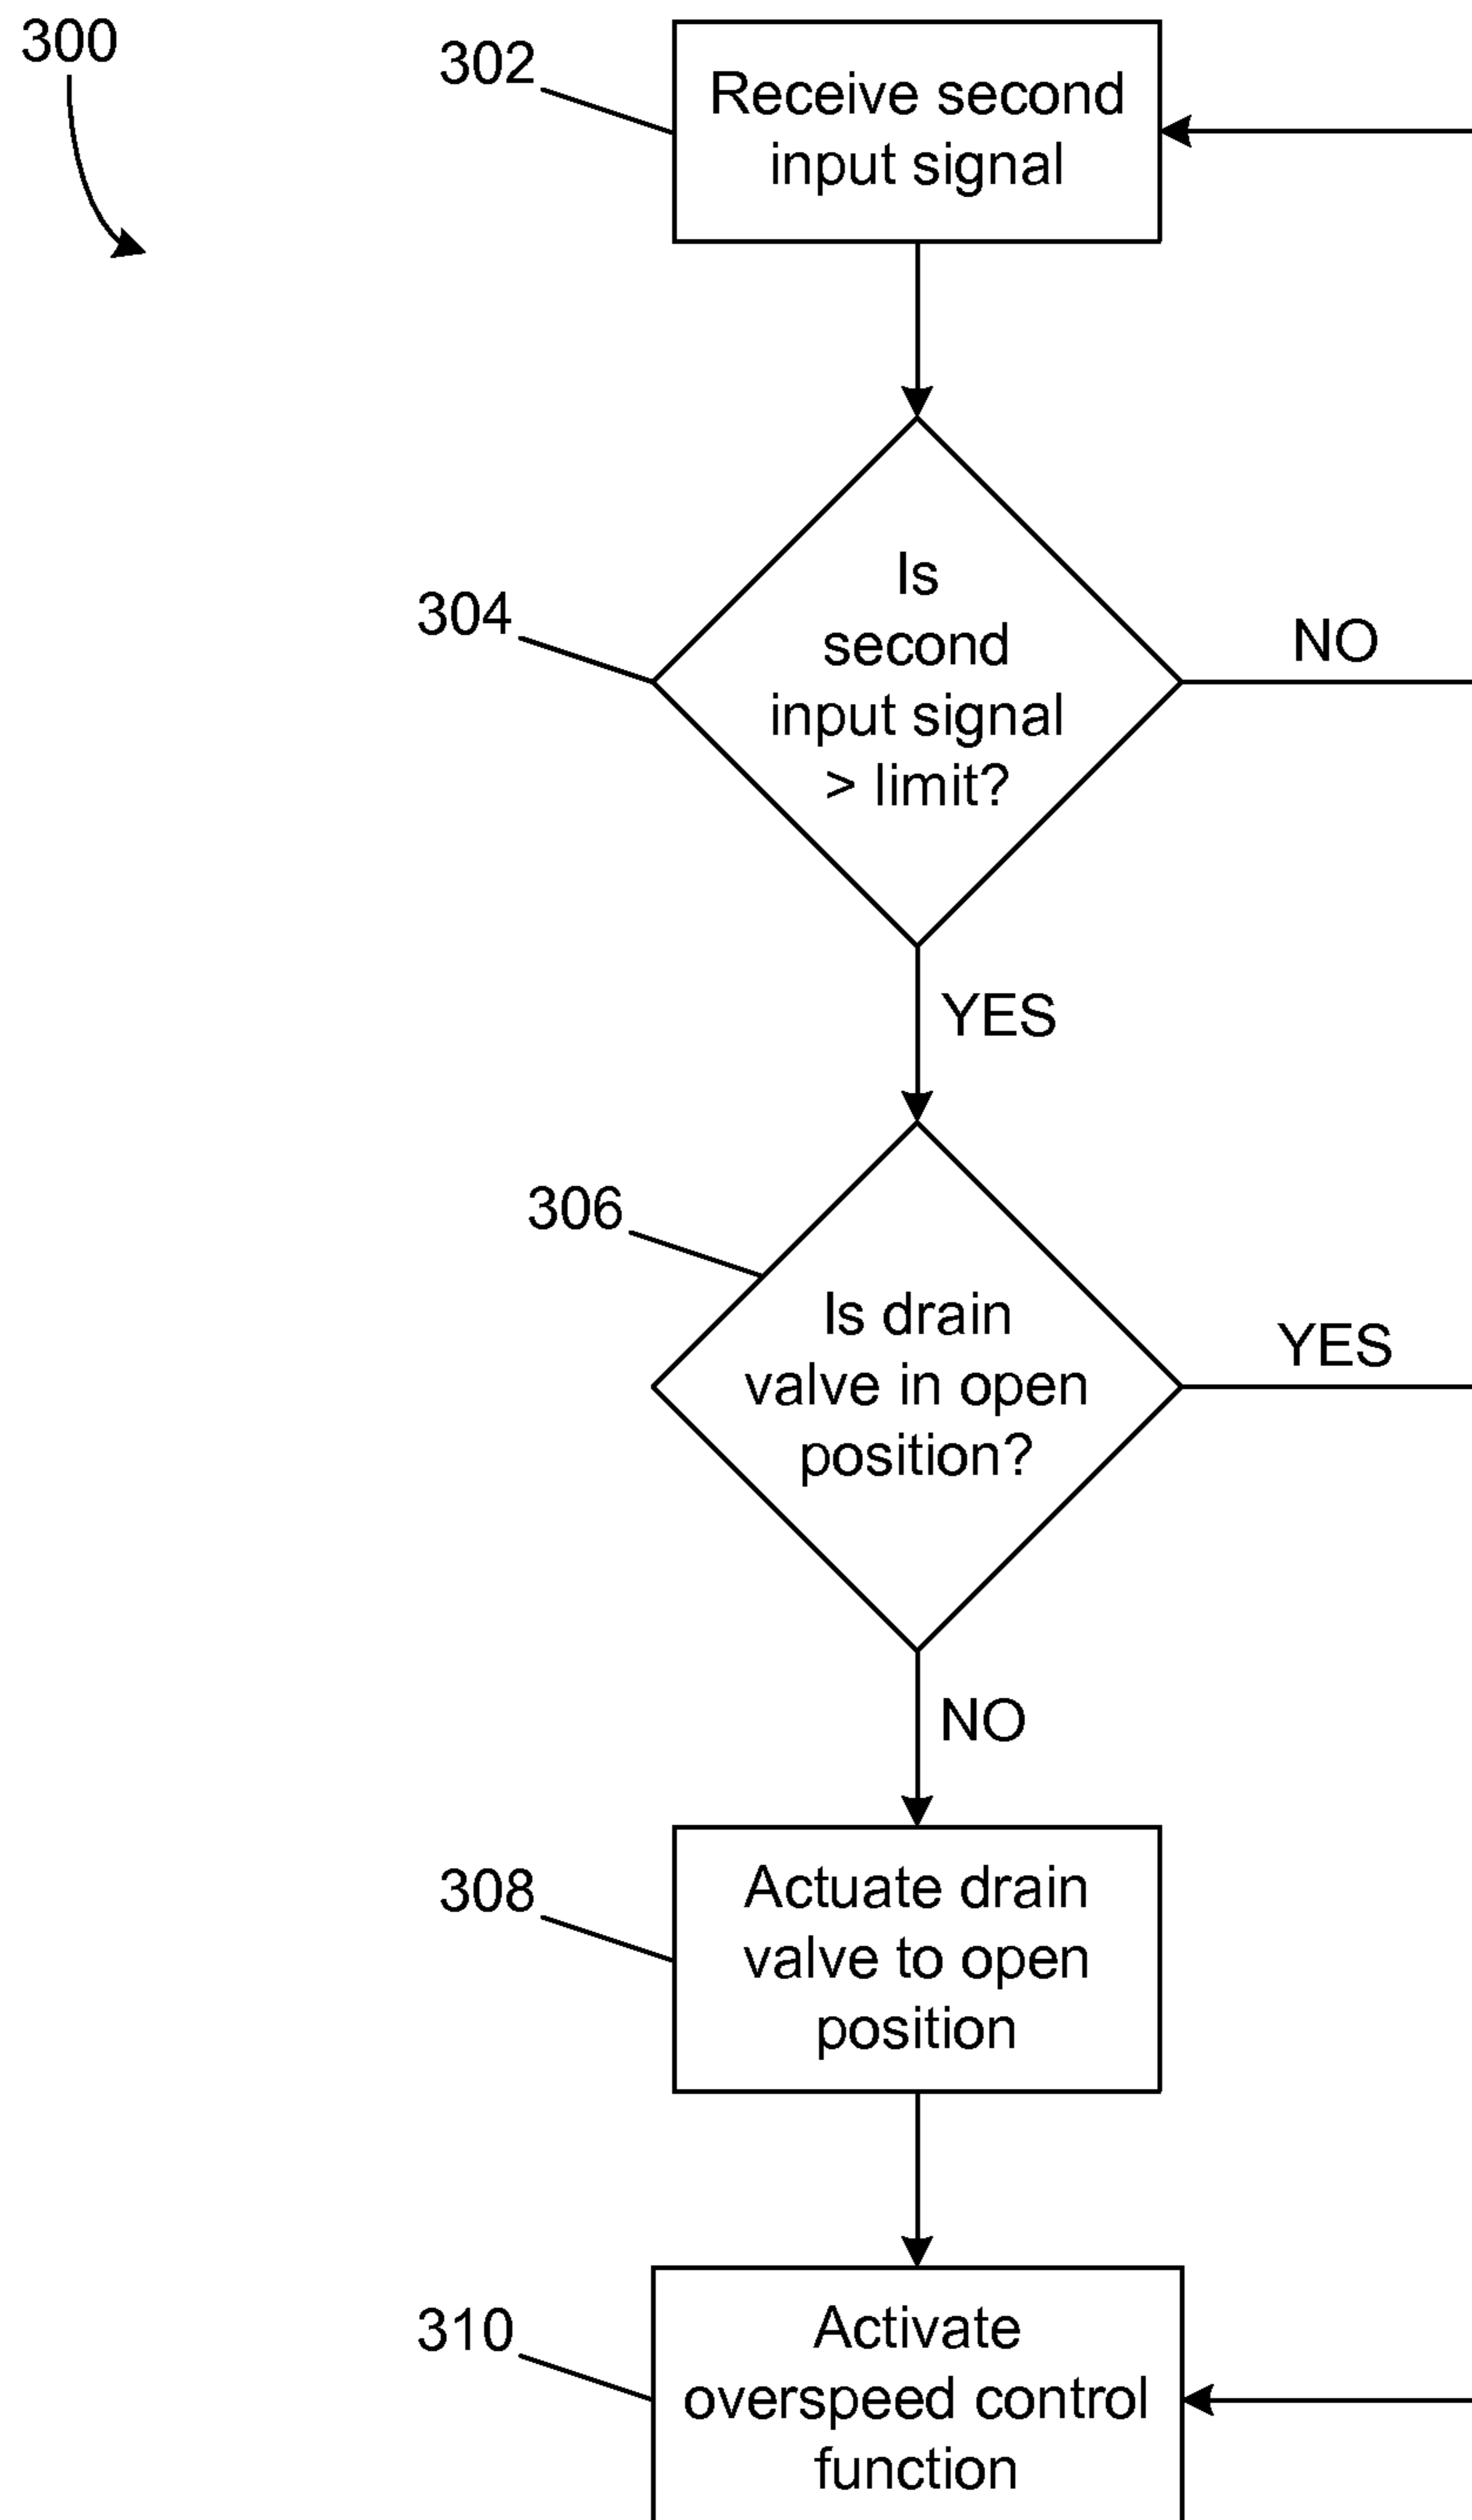 300
302
Receive second
input signal
304
Is
second
input signal
> limit?
NO
YES
306
Is drain
valve in open
position?
YES
NO
308
Actuate drain
valve to open
position
310
Activate
overspeed control
function